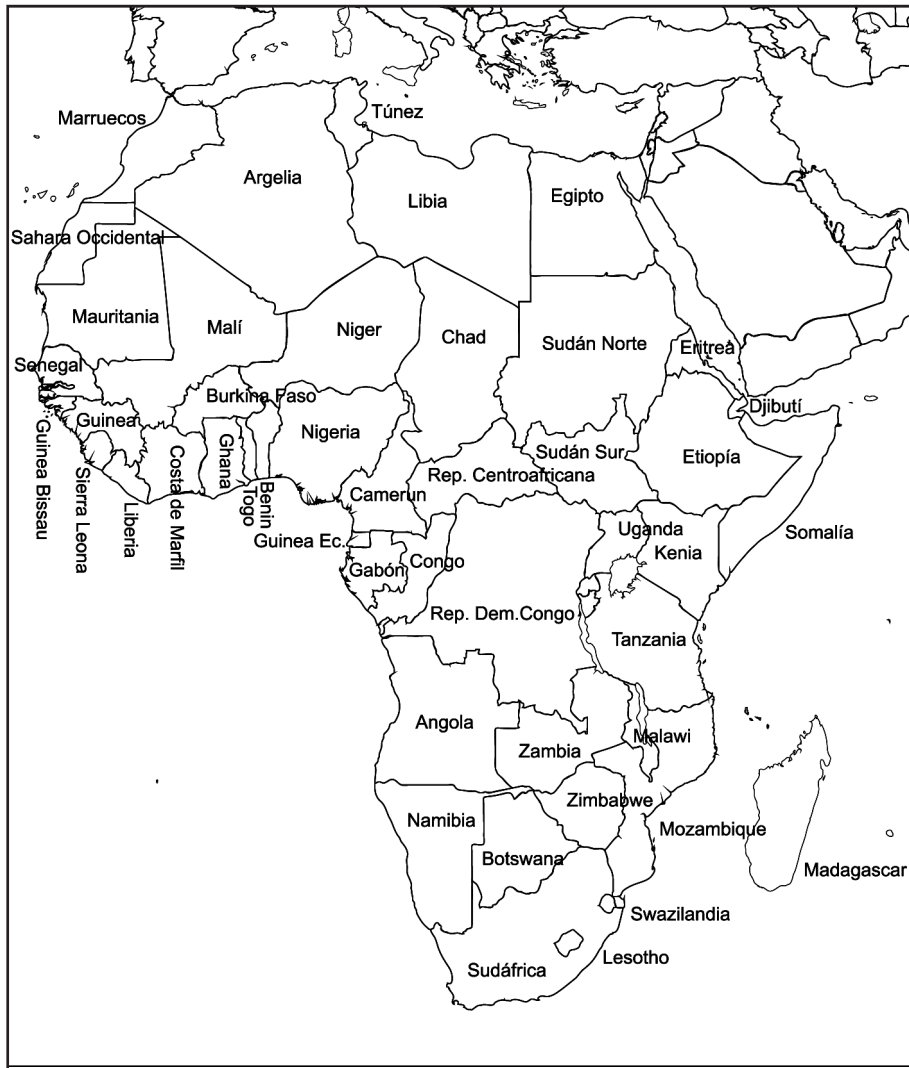 Túnez
Marruecos
Argelia
Libia
Egipto
Sahara Occidental
Mauritania
Malí
Niger
Chad
Sudán Norte
Eritrea
Senegal
Burkina Faso
Djibutí
Guinea
Nigeria
Sudán Sur
Etiopía
Rep. Centroafricana
Camerun
Guinea Bissau
Sierra Leona
Liberia
Costa de Marfil
Ghana
Togo
Benin
Uganda
Kenia
Somalía
Guinea Ec.
Gabón
Congo
Rep. Dem.Congo
Tanzania
Angola
Zambia
Malawi
Zimbabwe
Namibia
Mozambique
Botswana
Madagascar
Swazilandia
Lesotho
Sudáfrica